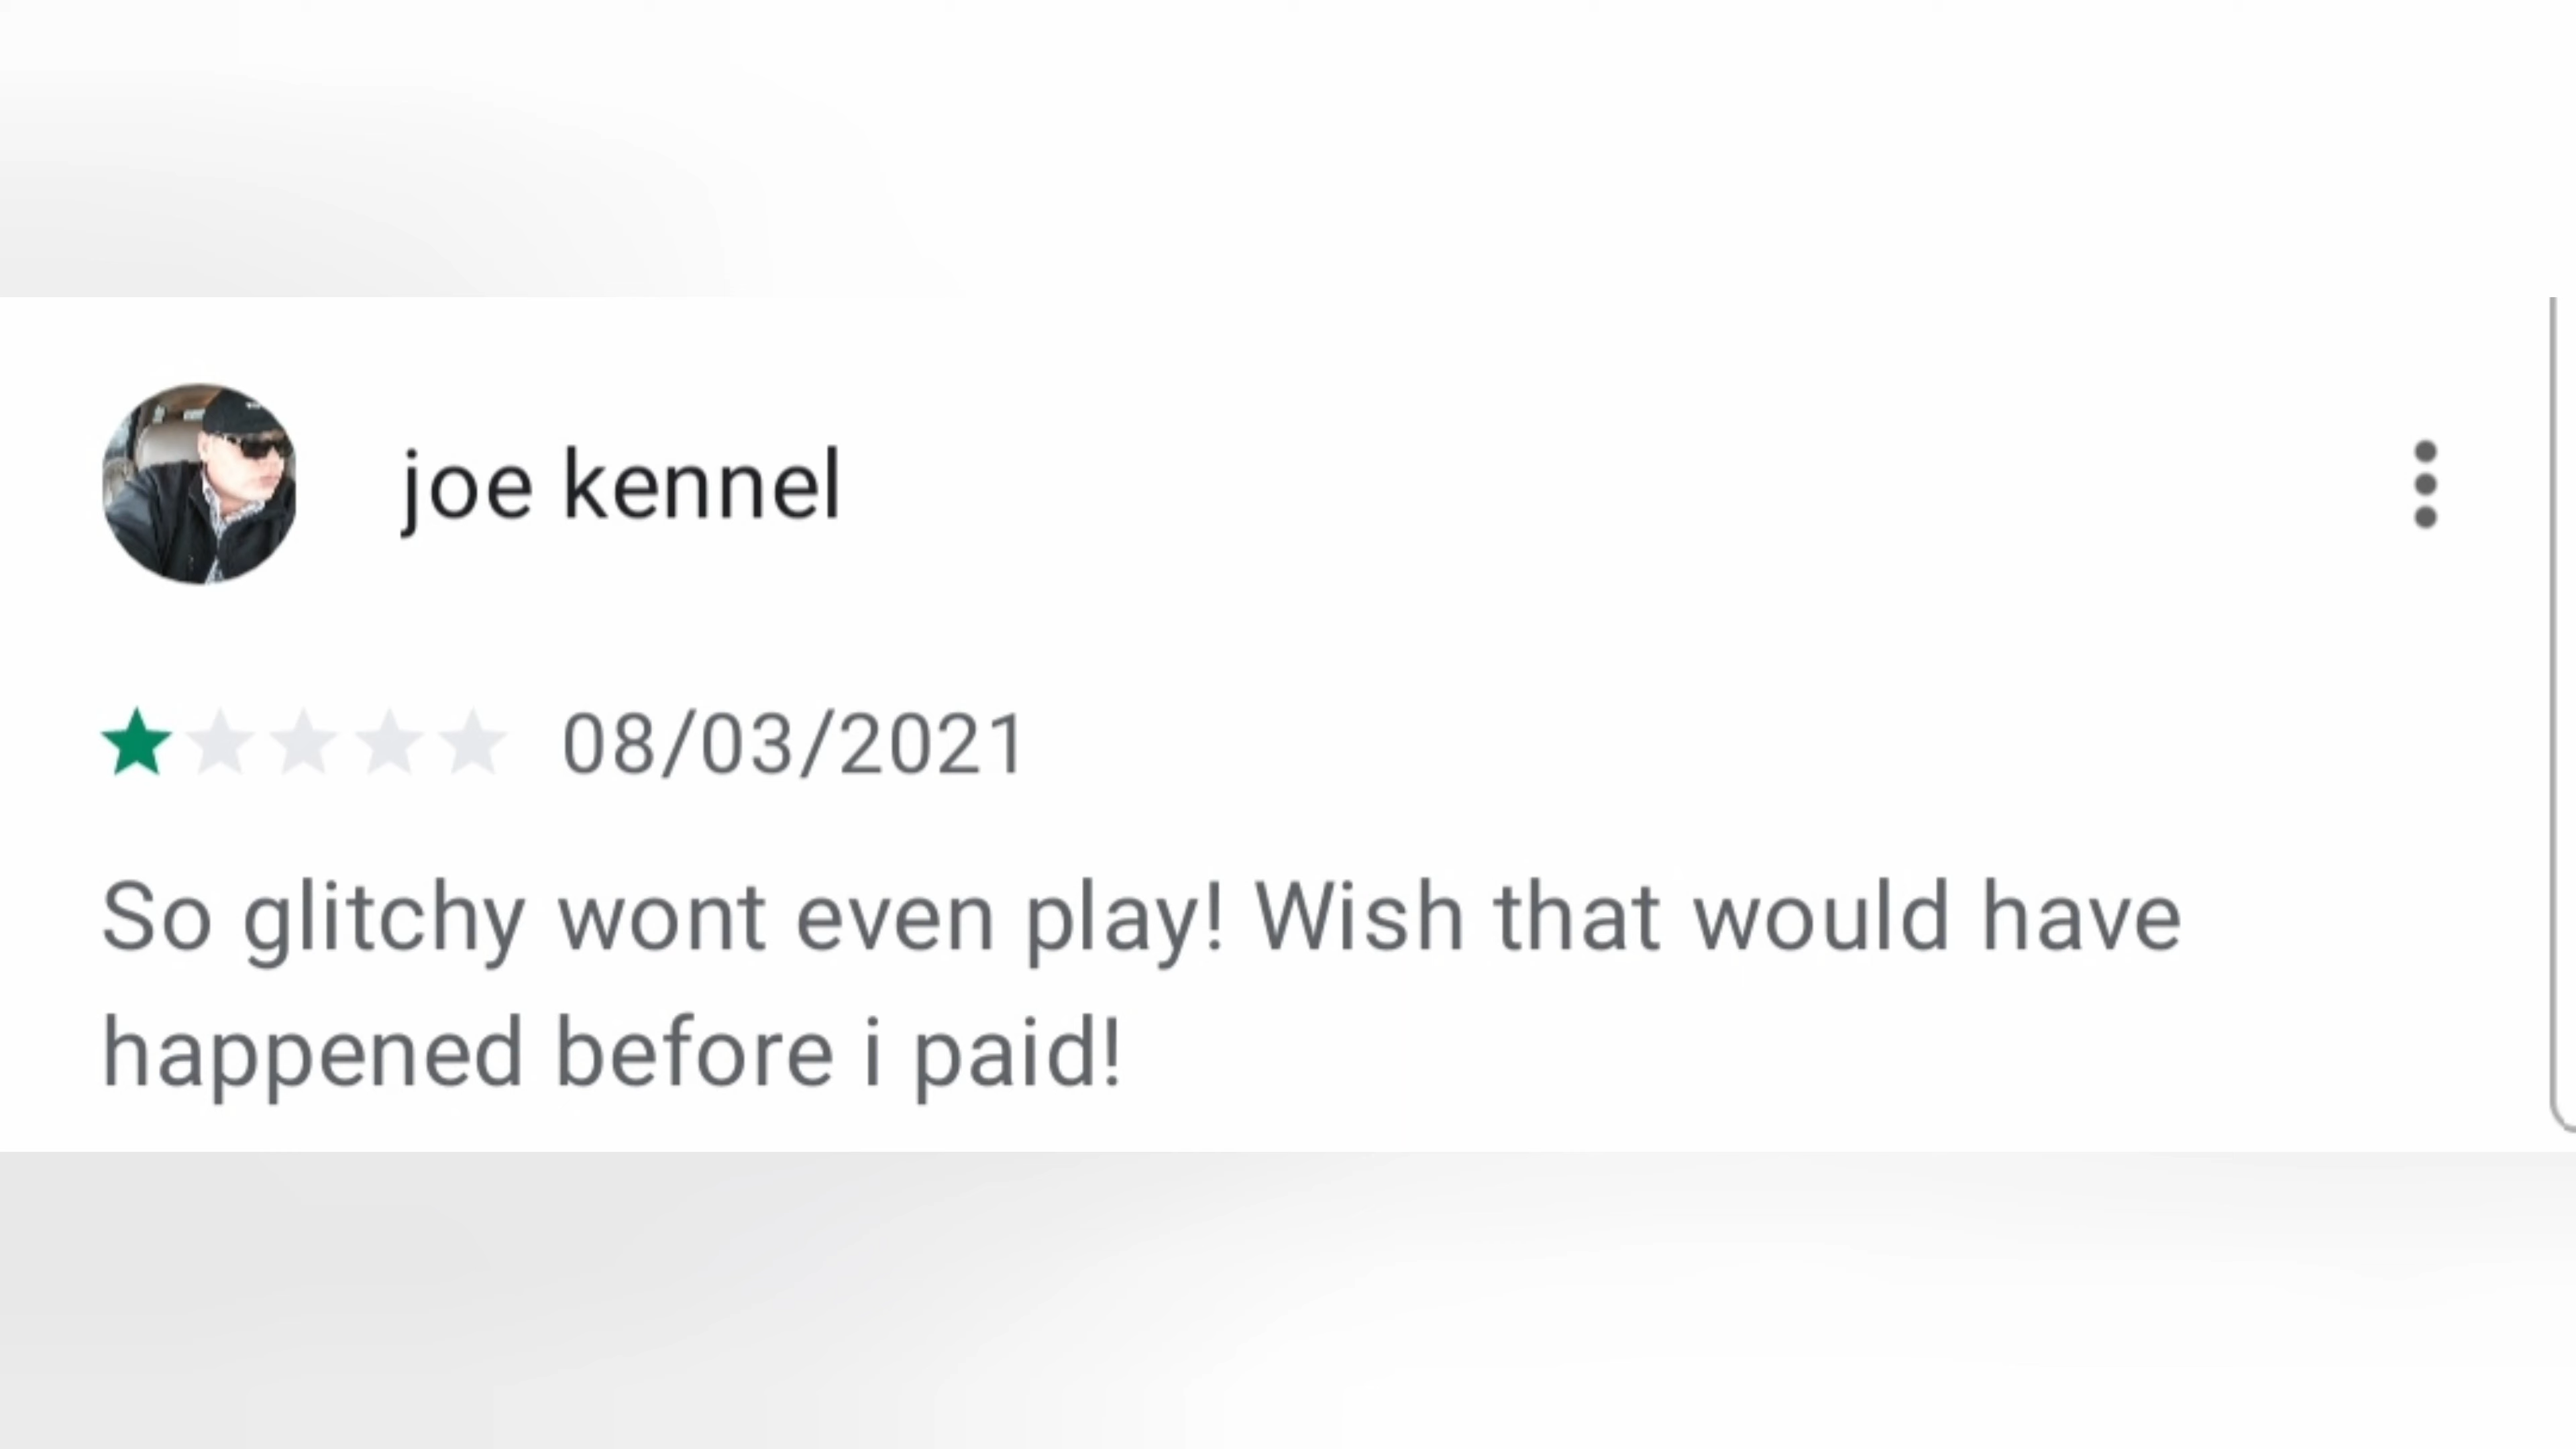 joe kennel
08/03/2021
So glitchy wont even play! Wish that would have
happened before i paid!